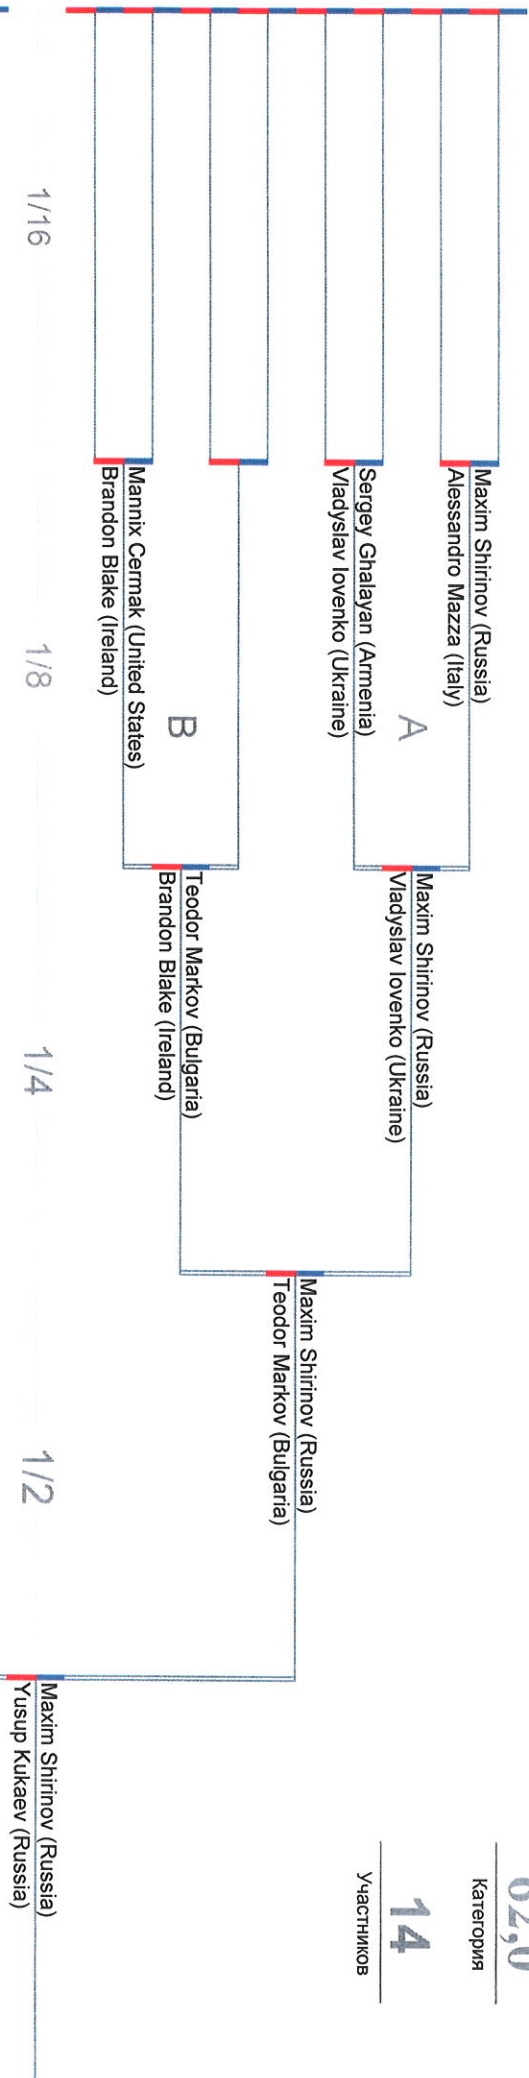 62,0
Категория
14
Участников
Maxim Shirinov (Russia)
Alessandro Mazza (Italy)
A
Sergey Ghalayan (Armenia)
Vladyslav Iovenko (Ukraine)
Maxim Shirinov (Russia)
Vladyslav Iovenko (Ukraine)
B
Mannix Cermak (United States)
Brandon Blake (Ireland)
Teodor Markov (Bulgaria)
Brandon Blake (Ireland)
Maxim Shirinov (Russia)
Teodor Markov (Bulgaria)
Maxim Shirinov (Russia)
Yusup Kukaev (Russia)
1/16
1/8
1/4
1/2